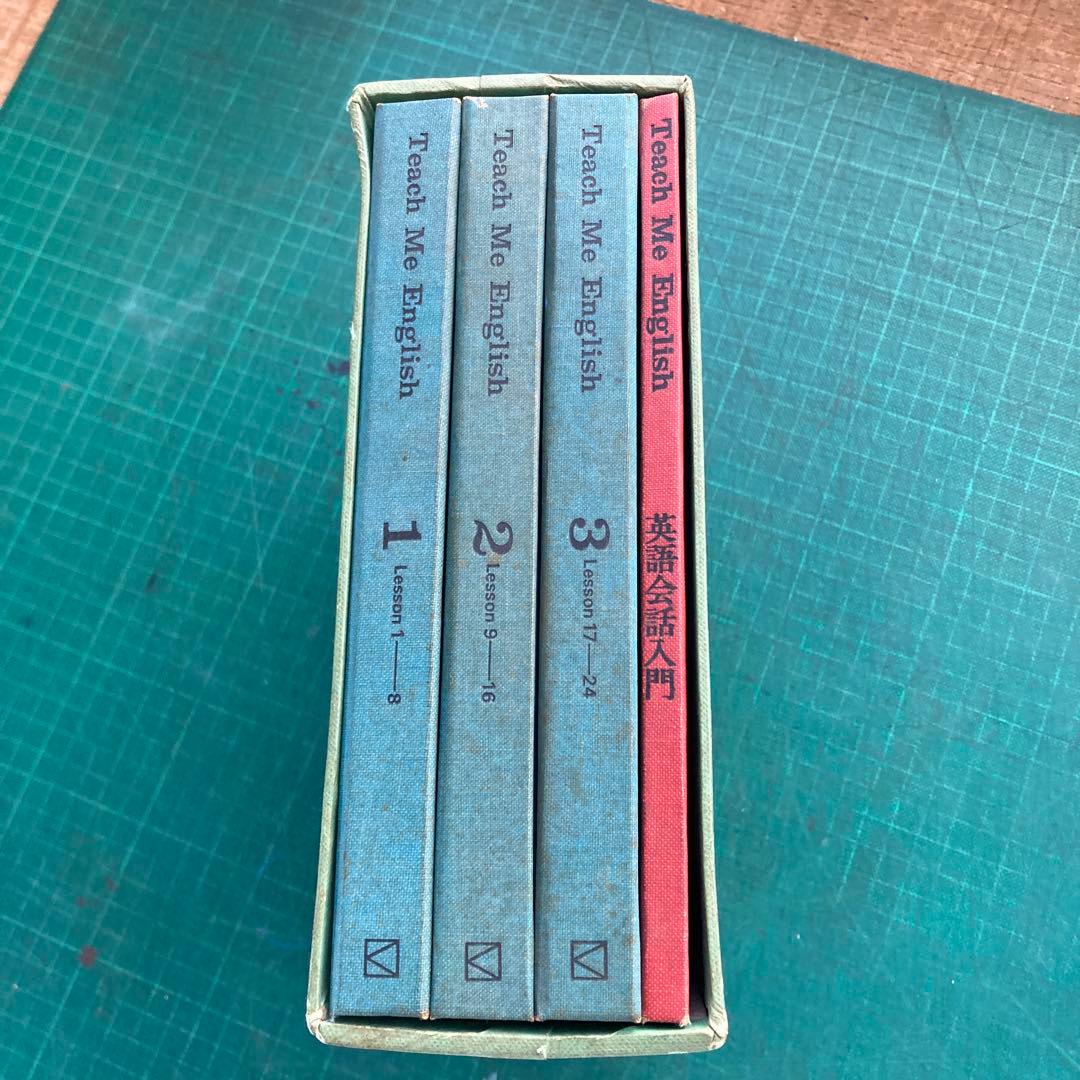 Teach Me English
1
Lesson 1——8
Teach Me English
2
Lesson 9——16
Teach Me English
3
Lesson 17——24
Teach Me English
英語会話入門